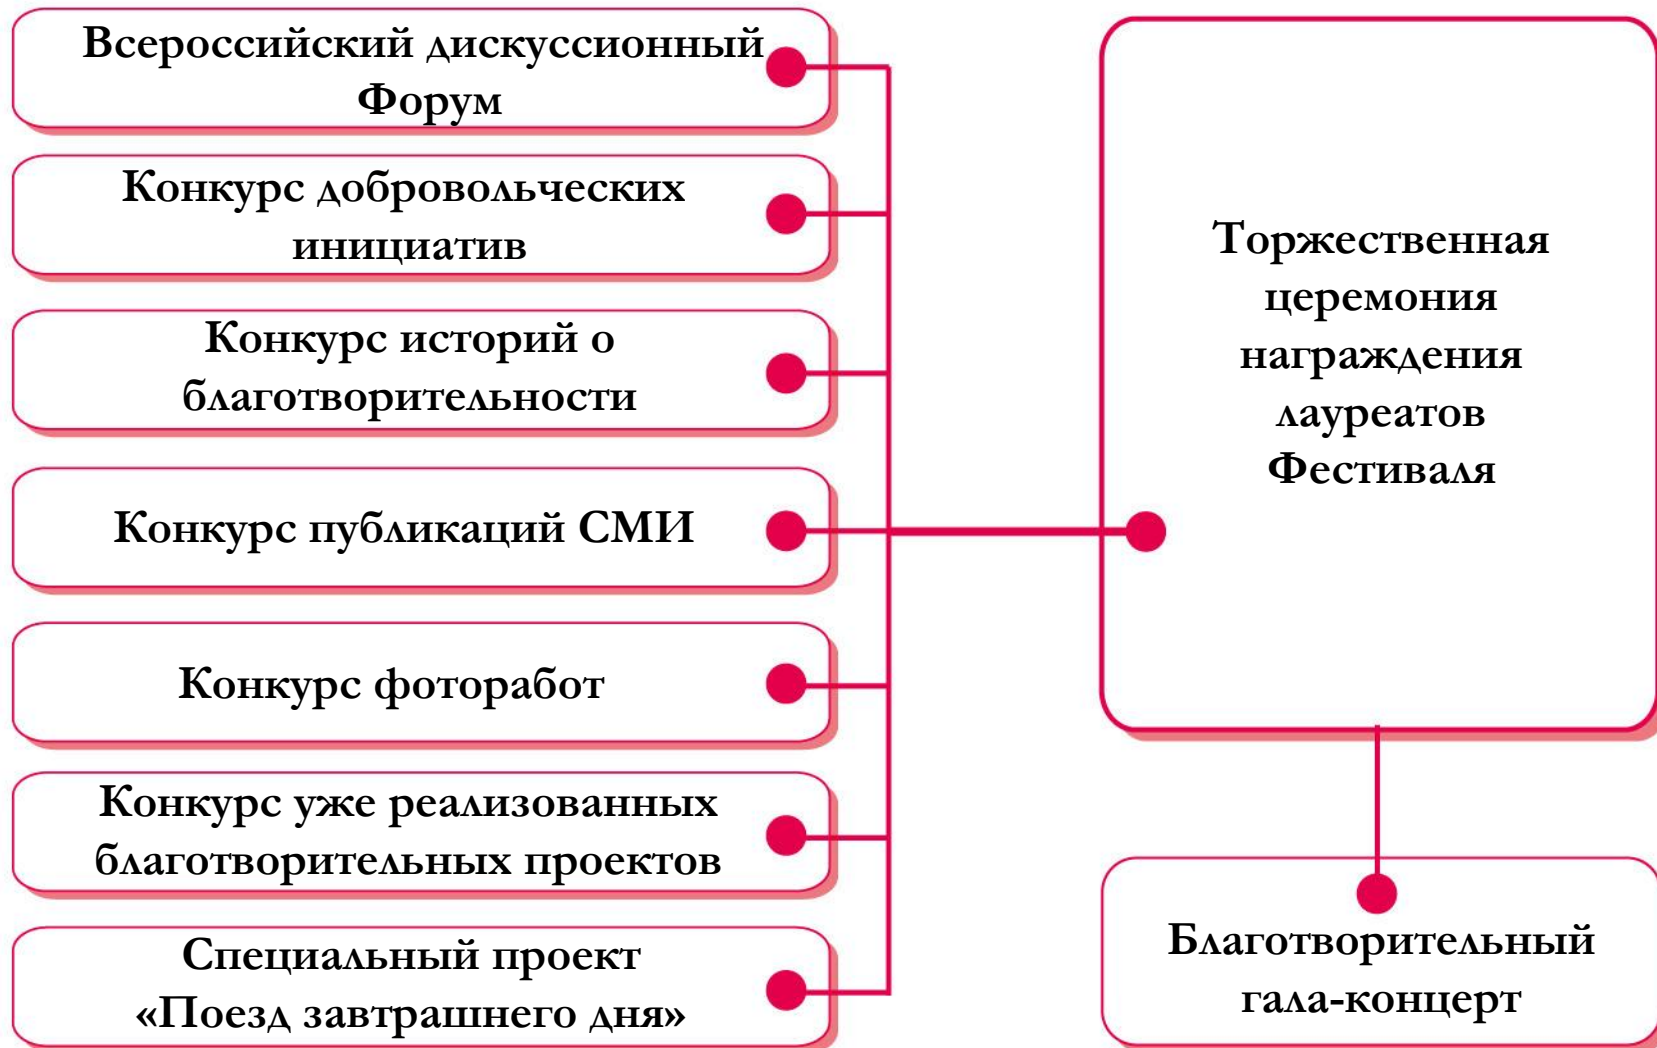 Всероссийский дискуссионный
Форум
Конкурс добровольческих
инициатив
Конкурс историй о
благотворительности
Конкурс публикаций СМИ
Конкурс фоторабот
Конкурс уже реализованных
благотворительных проектов
Специальный проект
«Поезд завтрашнего дня»
Торжественная
церемония
награждения
лауреатов
Фестиваля
Благотворительный
гала-концерт